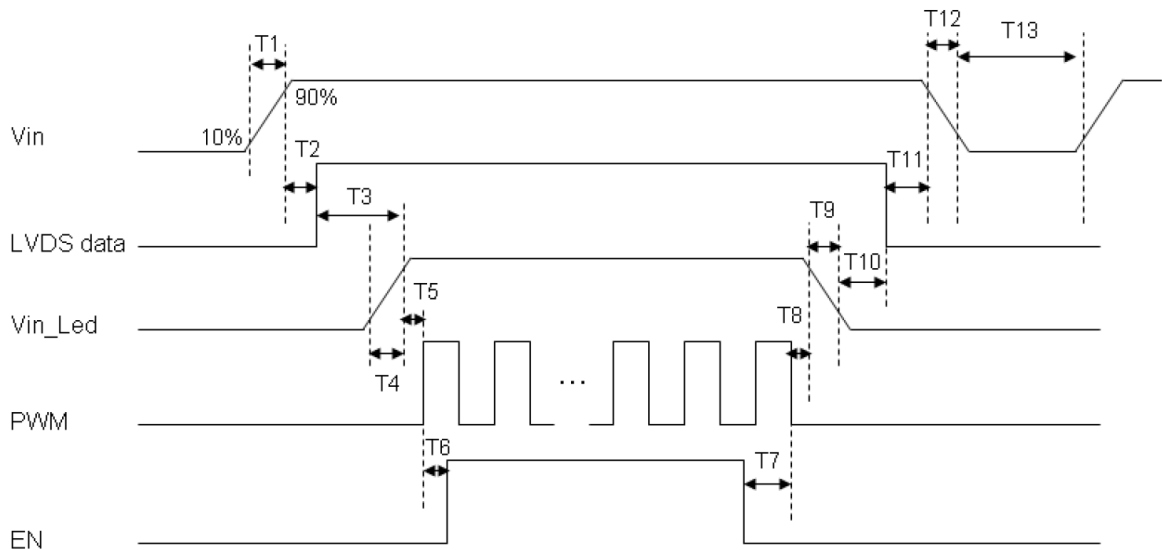 T12
T1
T13
90%
10%
Vin
T2
T11
T3
T9
LVDS data
T10
T5
T8
Vin_Led
T4
...
PWM
T6
T7
EN